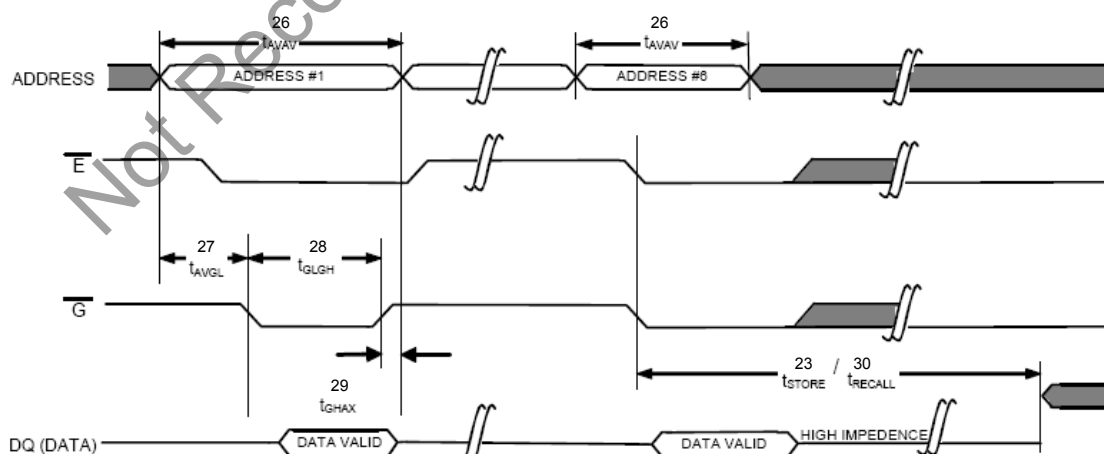 26
tAVAV
26
tAVAV
ADDRESS
ADDRESS #1
ADDRESS #6
E
27
tAVGL
28
tGLGH
G
23 / 30
tSTORE tRECALL
29
tGHAX
DQ (DATA)
DATA VALID
DATA VALID
HIGH IMPEDENCE
Not Reco